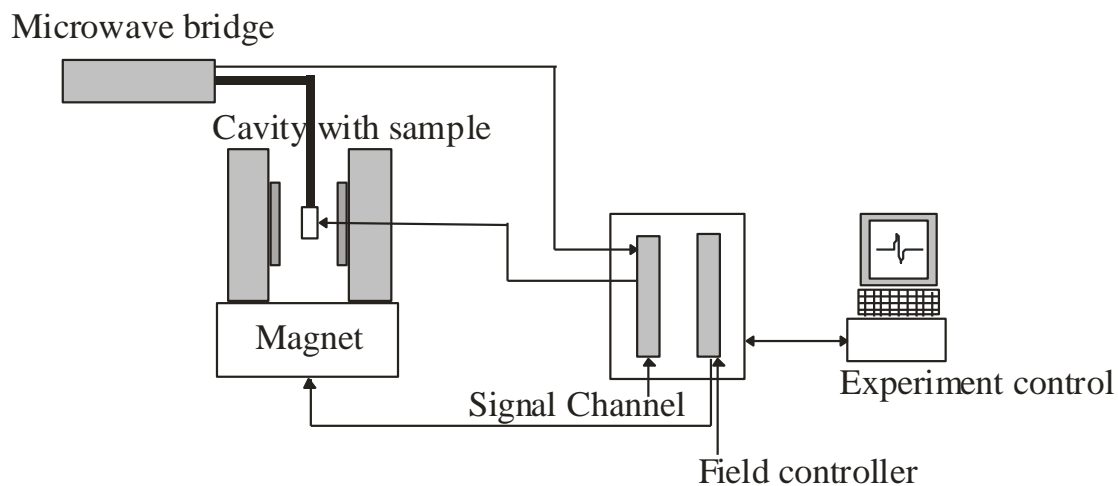 Microwave bridge
Cavity with sample
Magnet
Signal Channel
Experiment control
Field controller